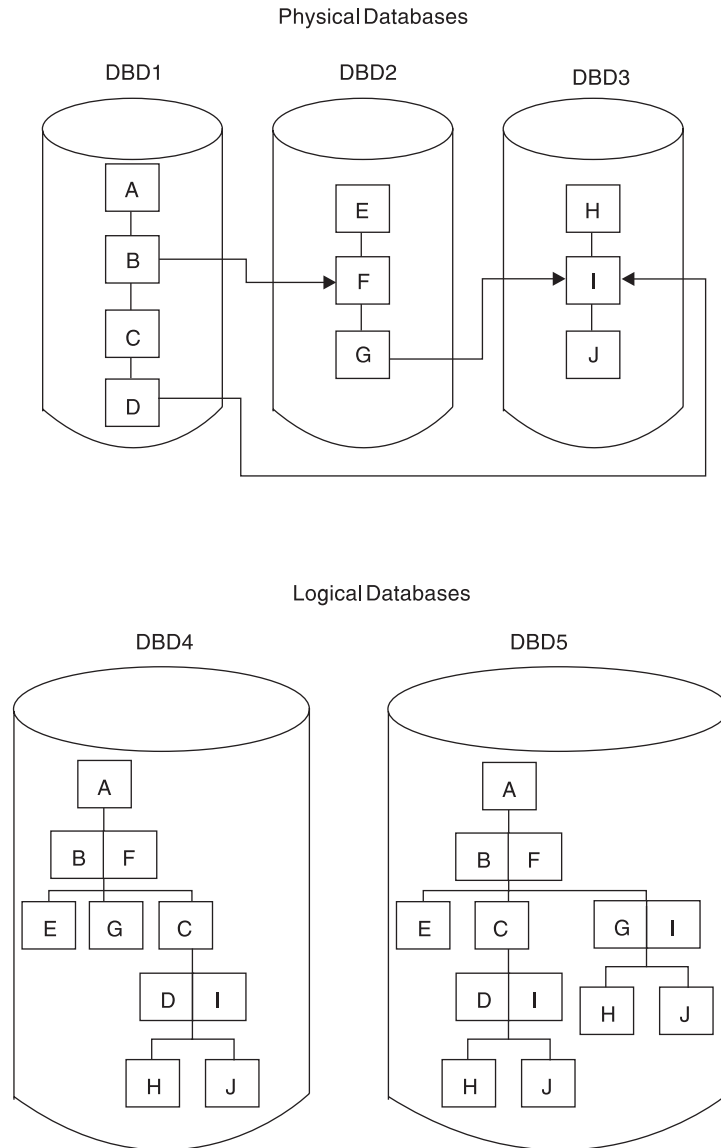 Physical Databases
DBD1 DBD2 DBD3
A
E H
B F I
C
G J
D
Logical Databases
DBD4 DBD5
A A
B F B F
E G C E C G I
D I D I H J
H J H J